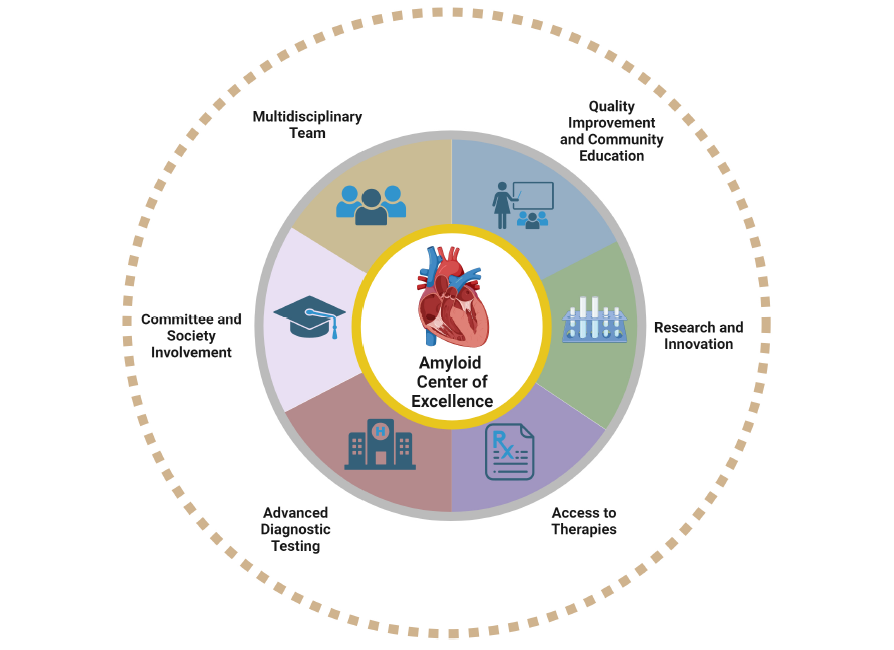 Multidisciplinary
Team
Quality
Improvement
and Community
Education
Committee and
Society
Involvement
H
Amyloid
Center of
Excellence
Research and
Innovation
Rx
Advanced
Diagnostic
Testing
Access to
Therapies